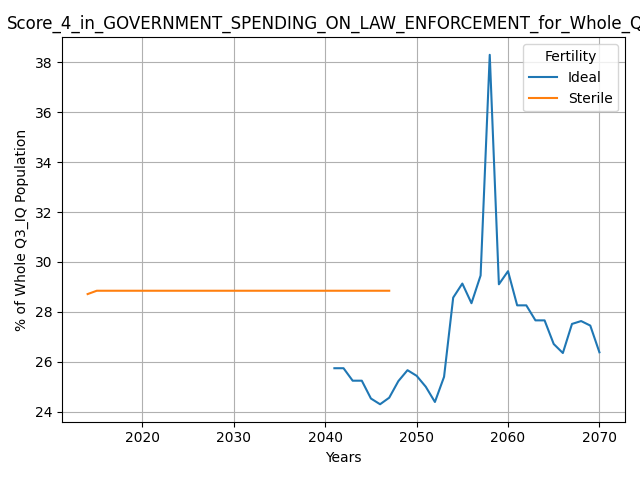 Score_4_in_GOVERNMENT_SPENDING_ON_LAW_ENFORCEMENT_for_Whole_Q
Fertility
Ideal
Sterile
% of Whole Q3_IQ Population
38
36
34
32
30
28
26
24
2020 2030 2040 2050 2060 2070
Years